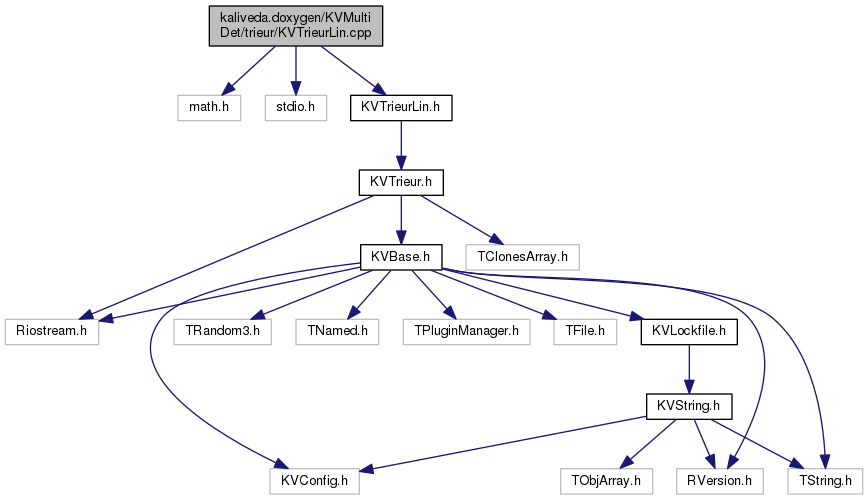 kaliveda.doxygen/KVMulti
Det/trieur/KVTrieurLin.cpp
math.h
stdio.h
KVTrieurLin.h
KVTrieur.h
KVBase.h
TClonesArray.h
Riostream.h
TRandom3.h
TNamed.h
TPluginManager.h
TFile.h
KVLockfile.h
KVString.h
KVConfig.h
TObjArray.h
RVersion.h
TString.h